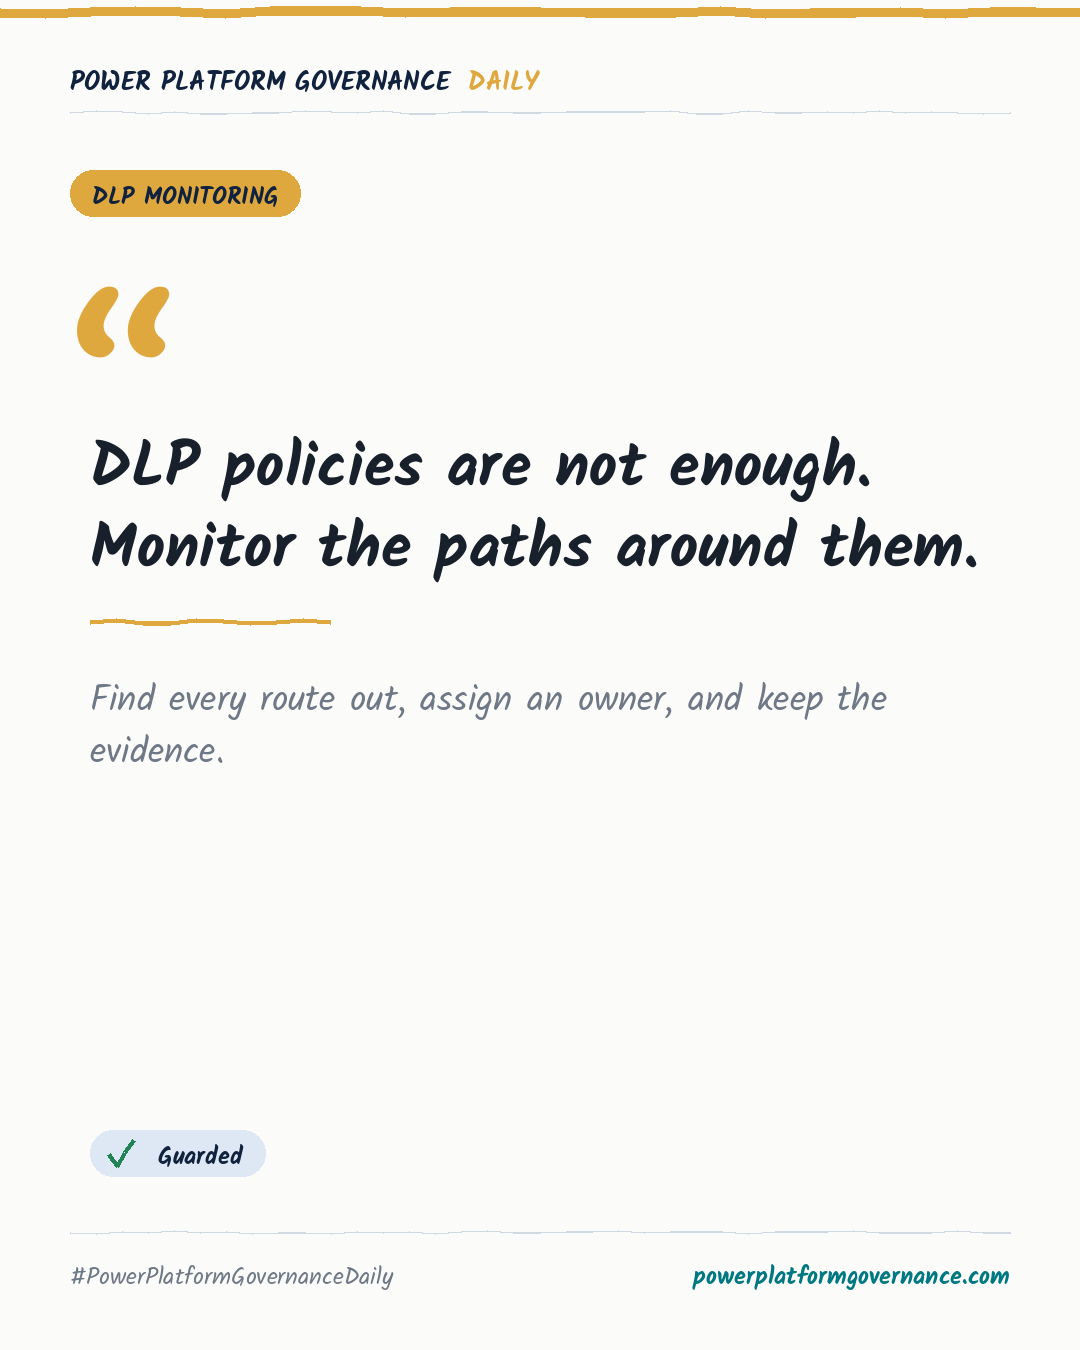 POWER PLATFORM GOVERNANCE DAILY
DLP MONITORING
“
DLP policies are not enough.
Monitor the paths around them.
Find every route out, assign an owner, and keep the
evidence.
Guarded
#PowerPlatformGovernanceDaily
powerplatformgovernance.com